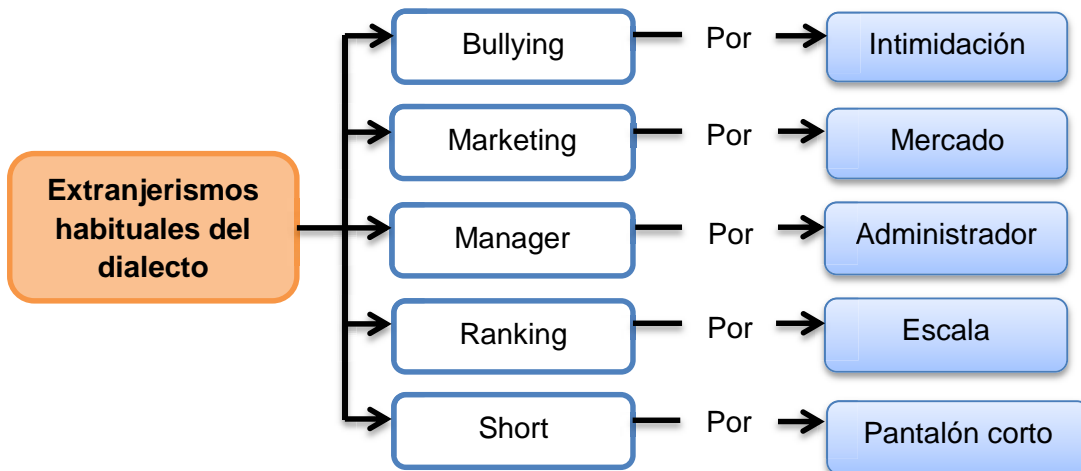 Extranjerismos
habituales del
dialecto
Bullying Por Intimidación
Marketing Por Mercado
Manager Por Administrador
Ranking Por Escala
Short Por Pantalón corto